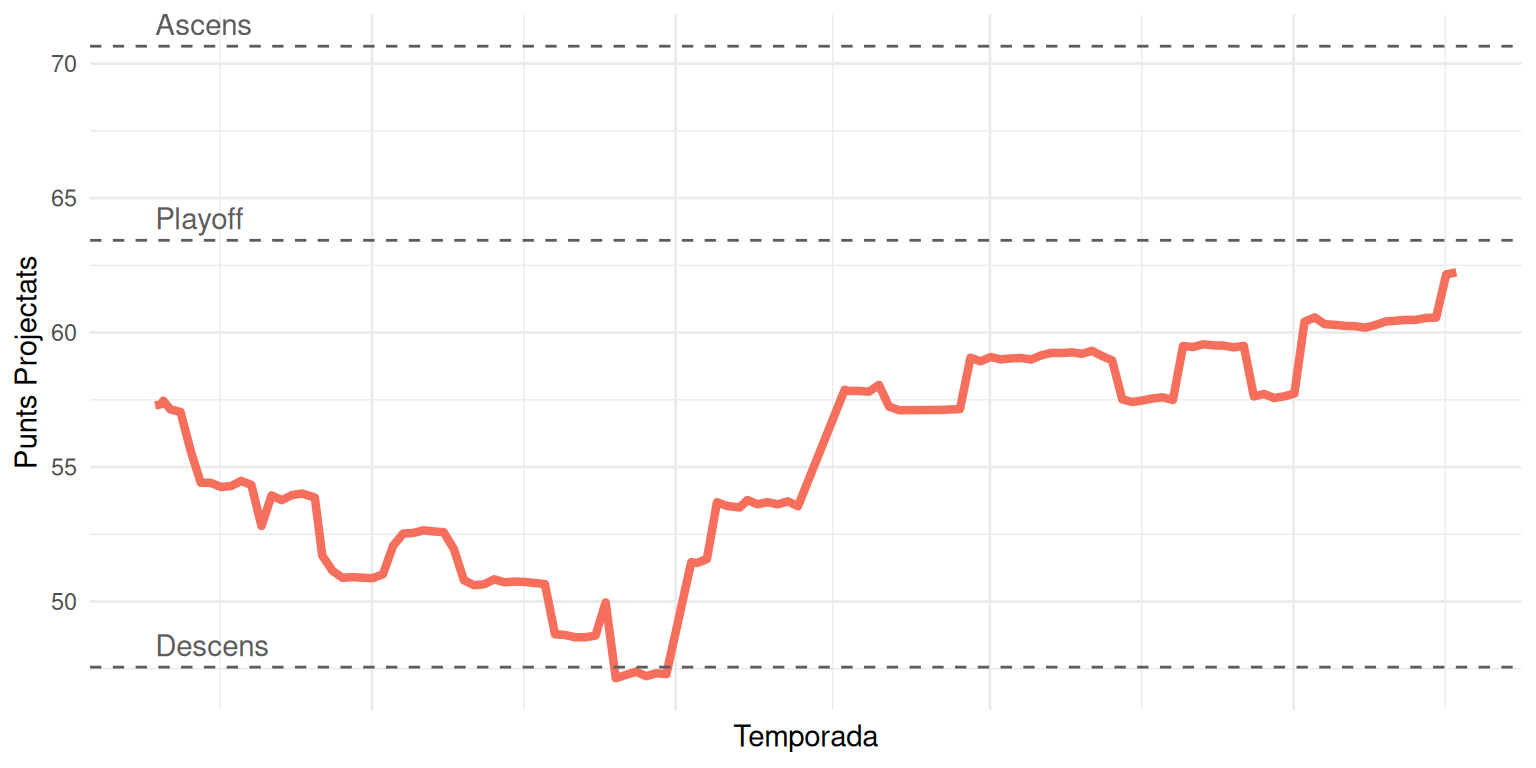 Ascens
70
65
Playoff
60
55
50
Descens
Punts Projectats
Temporada